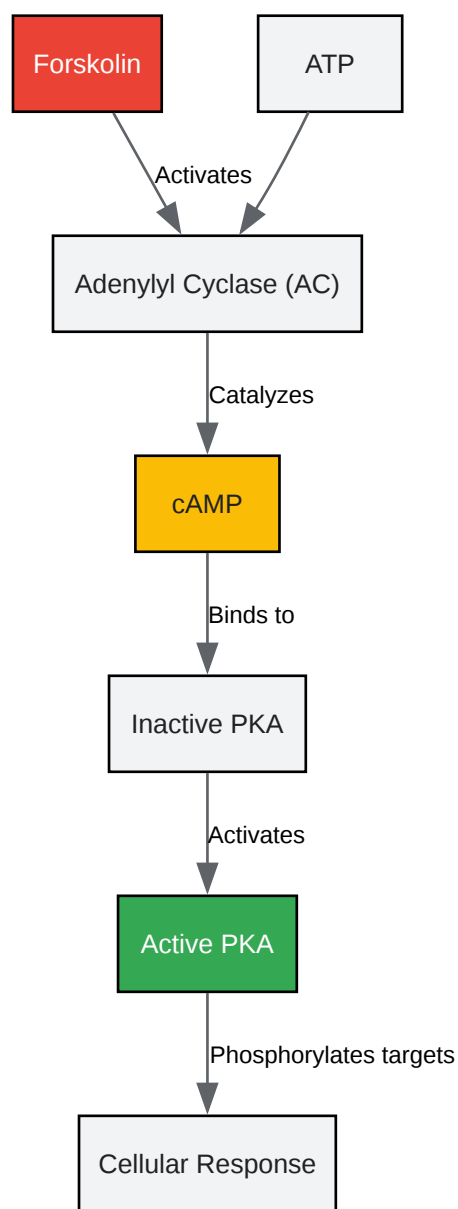 Forskolin
ATP
Activates
Adenylyl Cyclase (AC)
Catalyzes
cAMP
Binds to
Inactive PKA
Activates
Active PKA
Phosphorylates targets
Cellular Response